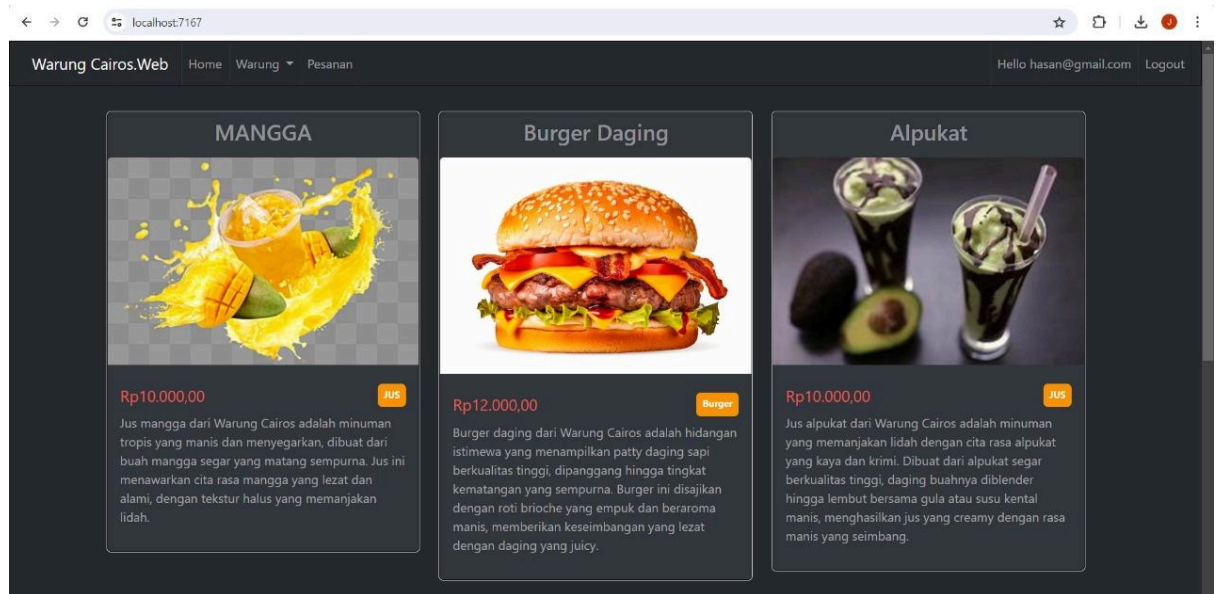 localhost:7167
J
Warung Cairos.Web Home Warung Pesanan Hello hasan@gmail.com Logout
MANGGA
Rp10.000,00 JUS
Jus mangga dari Warung Cairos adalah minuman
tropis yang manis dan menyegarkan, dibuat dari
buah mangga segar yang matang sempurna. Jus ini
menawarkan cita rasa mangga yang lezat dan
alami, dengan tekstur halus yang memanjakan
lidah.
Burger Daging
Rp12.000,00 Burger
Burger daging dari Warung Cairos adalah hidangan
istimewa yang menampilkan patty daging sapi
berkualitas tinggi, dipanggang hingga tingkat
kematangan yang sempurna. Burger ini disajikan
dengan roti brioche yang empuk dan beraroma
manis, memberikan keseimbangan yang lezat
dengan daging yang juicy.
Alpukat
Rp10.000,00 JUS
Jus alpukat dari Warung Cairos adalah minuman
yang memanjakan lidah dengan cita rasa alpukat
yang kaya dan krimi. Dibuat dari alpukat segar
berkualitas tinggi, daging buahnya diblender
hingga lembut bersama gula atau susu kental
manis, menghasilkan jus yang creamy dengan rasa
manis yang seimbang.